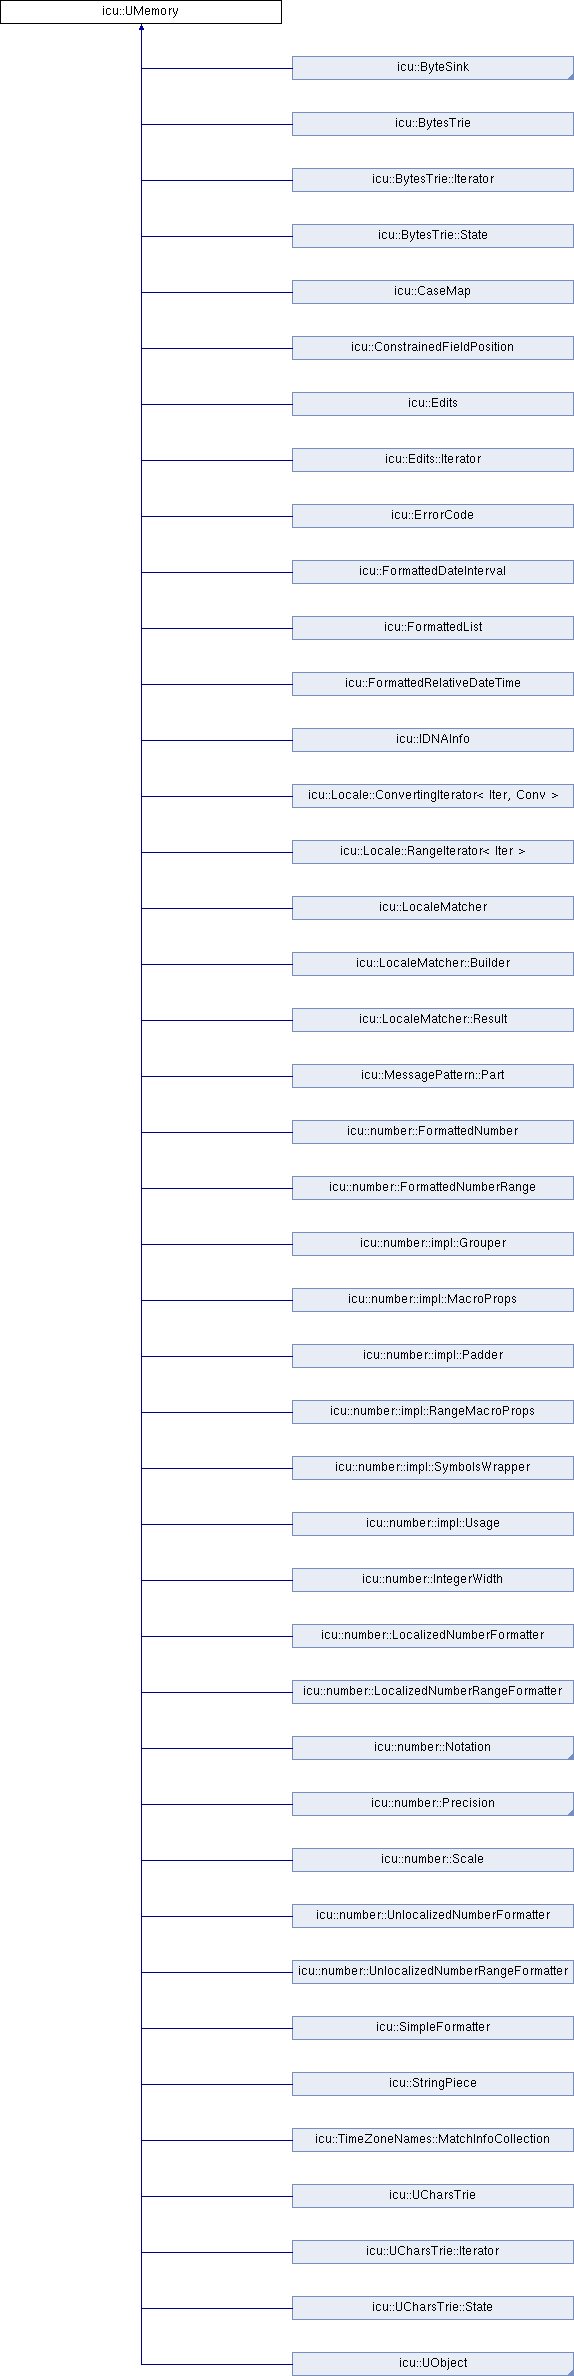 icu::UMemory
icu::ByteSink
icu::BytesTrie
icu::BytesTrie::Iterator
icu::BytesTrie::State
icu::CaseMap
icu::ConstrainedFieldPosition
icu::Edits
icu::Edits::Iterator
icu::ErrorCode
icu::FormattedDateInterval
icu::FormattedList
icu::FormattedRelativeDateTime
icu::IDNAInfo
icu::Locale::ConvertingIterator< Iter, Conv >
icu::Locale::RangeIterator< Iter >
icu::LocaleMatcher
icu::LocaleMatcher::Builder
icu::LocaleMatcher::Result
icu::MessagePattern::Part
icu::number::FormattedNumber
icu::number::FormattedNumberRange
icu::number::impl::Grouper
icu::number::impl::MacroProps
icu::number::impl::Padder
icu::number::impl::RangeMacroProps
icu::number::impl::SymbolsWrapper
icu::number::impl::Usage
icu::number::IntegerWidth
icu::number::LocalizedNumberFormatter
icu::number::LocalizedNumberRangeFormatter
icu::number::Notation
icu::number::Precision
icu::number::Scale
icu::number::UnlocalizedNumberFormatter
icu::number::UnlocalizedNumberRangeFormatter
icu::SimpleFormatter
icu::StringPiece
icu::TimeZoneNames::MatchInfoCollection
icu::UCharsTrie
icu::UCharsTrie::Iterator
icu::UCharsTrie::State
icu::UObject